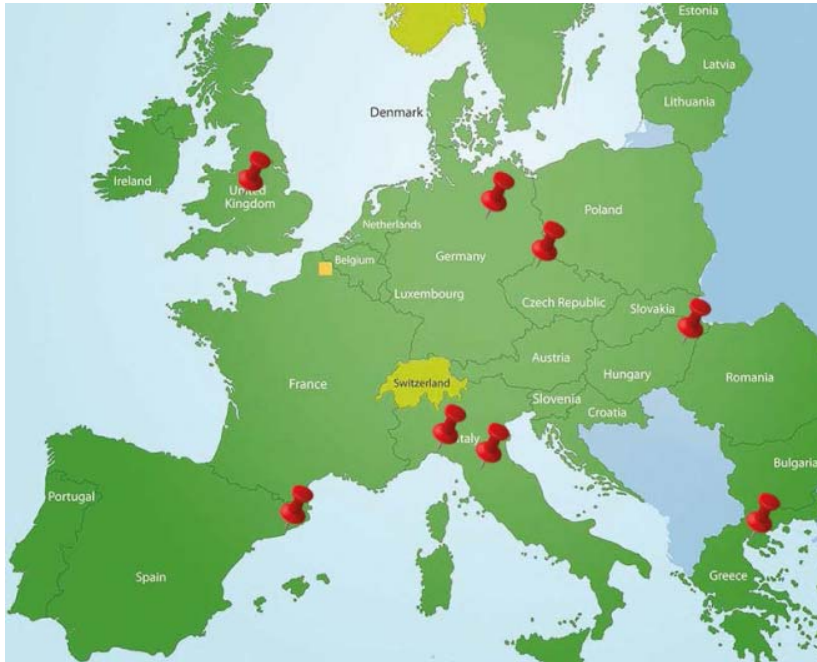 Estonia
Latvia
Lithuania
Denmark
Ireland
United
Kingdom
Netherlands
Poland
Belgium
Germany
Luxembourg
Czech Republic
Slovakia
Austria
France
Switzerland
Hungary
Romania
Slovenia
Croatia
Italy
Bulgaria
Portugal
Spain
Greece